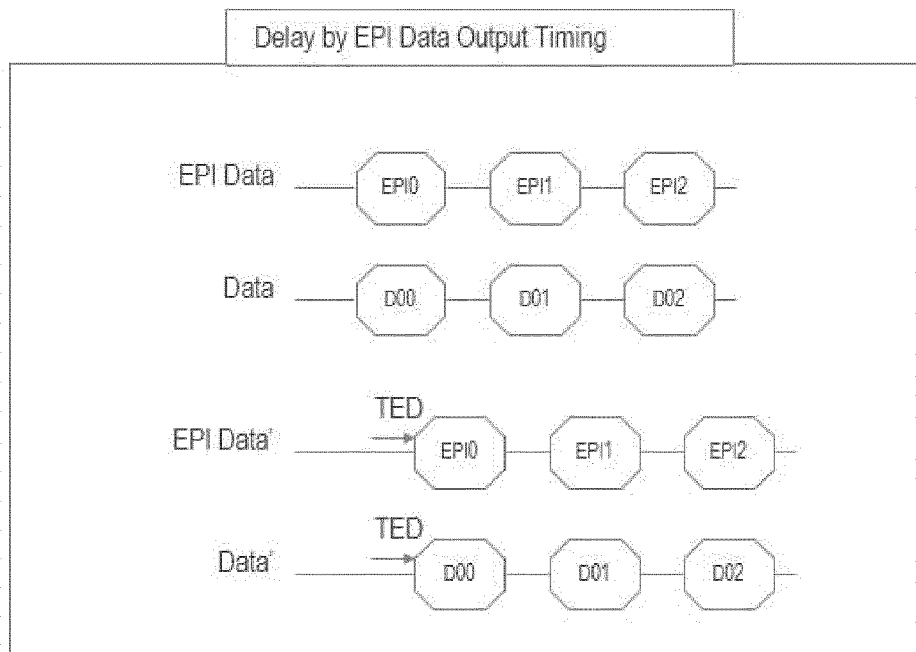 Delay by EPI Data Output Timing
EPI Data EPI0 EPI1 EPI2
Data D00 D01 D02
TED
EPI Data' EPI0 EPI1 EPI2
TED
Data' D00 D01 D02